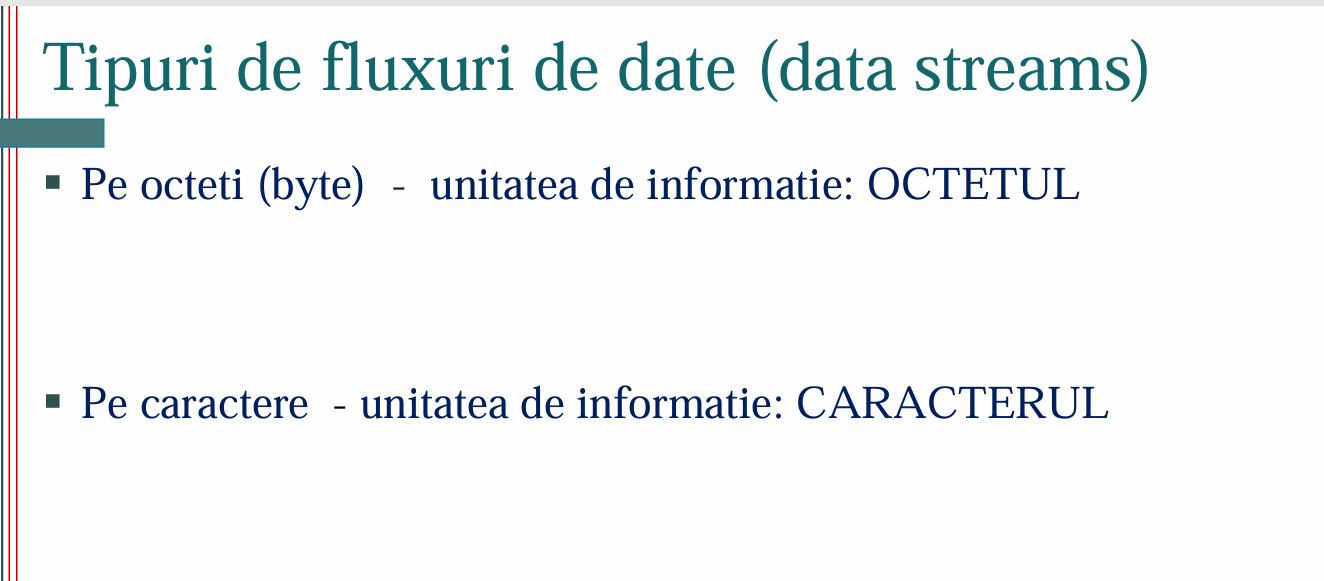 Tipuri de fluxuri de date (data streams)
▪ Pe octeti (byte) - unitatea de informatie: OCTETUL
▪ Pe caractere - unitatea de informatie: CARACTERUL